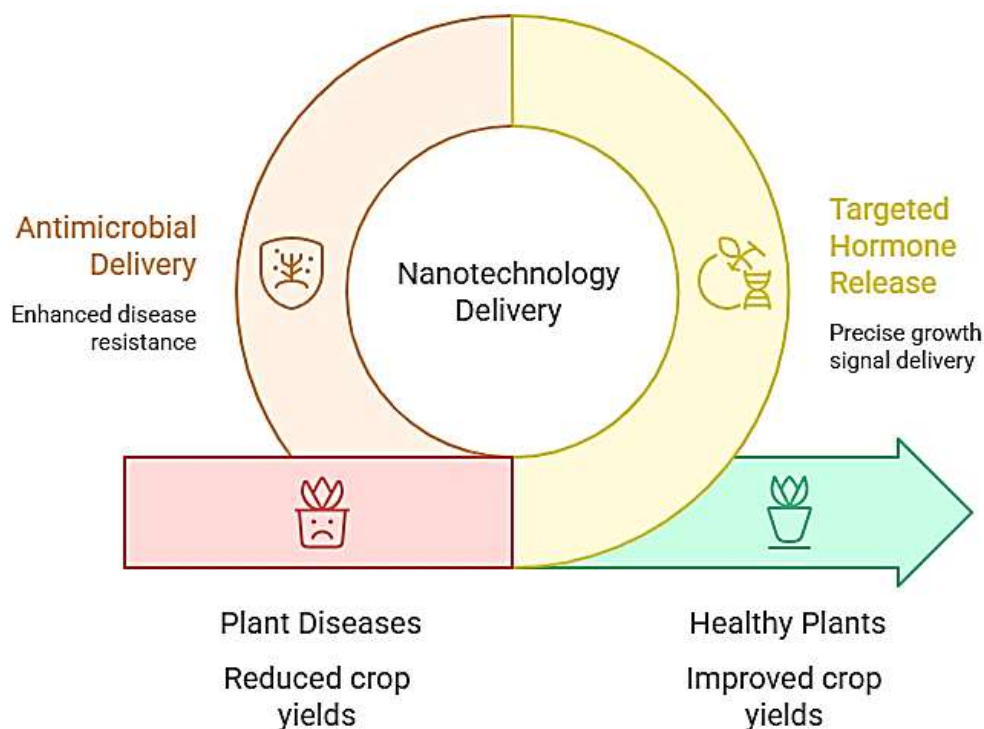 Antimicrobial
Delivery
Enhanced disease
resistance
Nanotechnology
Delivery
Targeted
Hormone
Release
Precise growth
signal delivery
Plant Diseases
Reduced crop
yields
Healthy Plants
Improved crop
yields